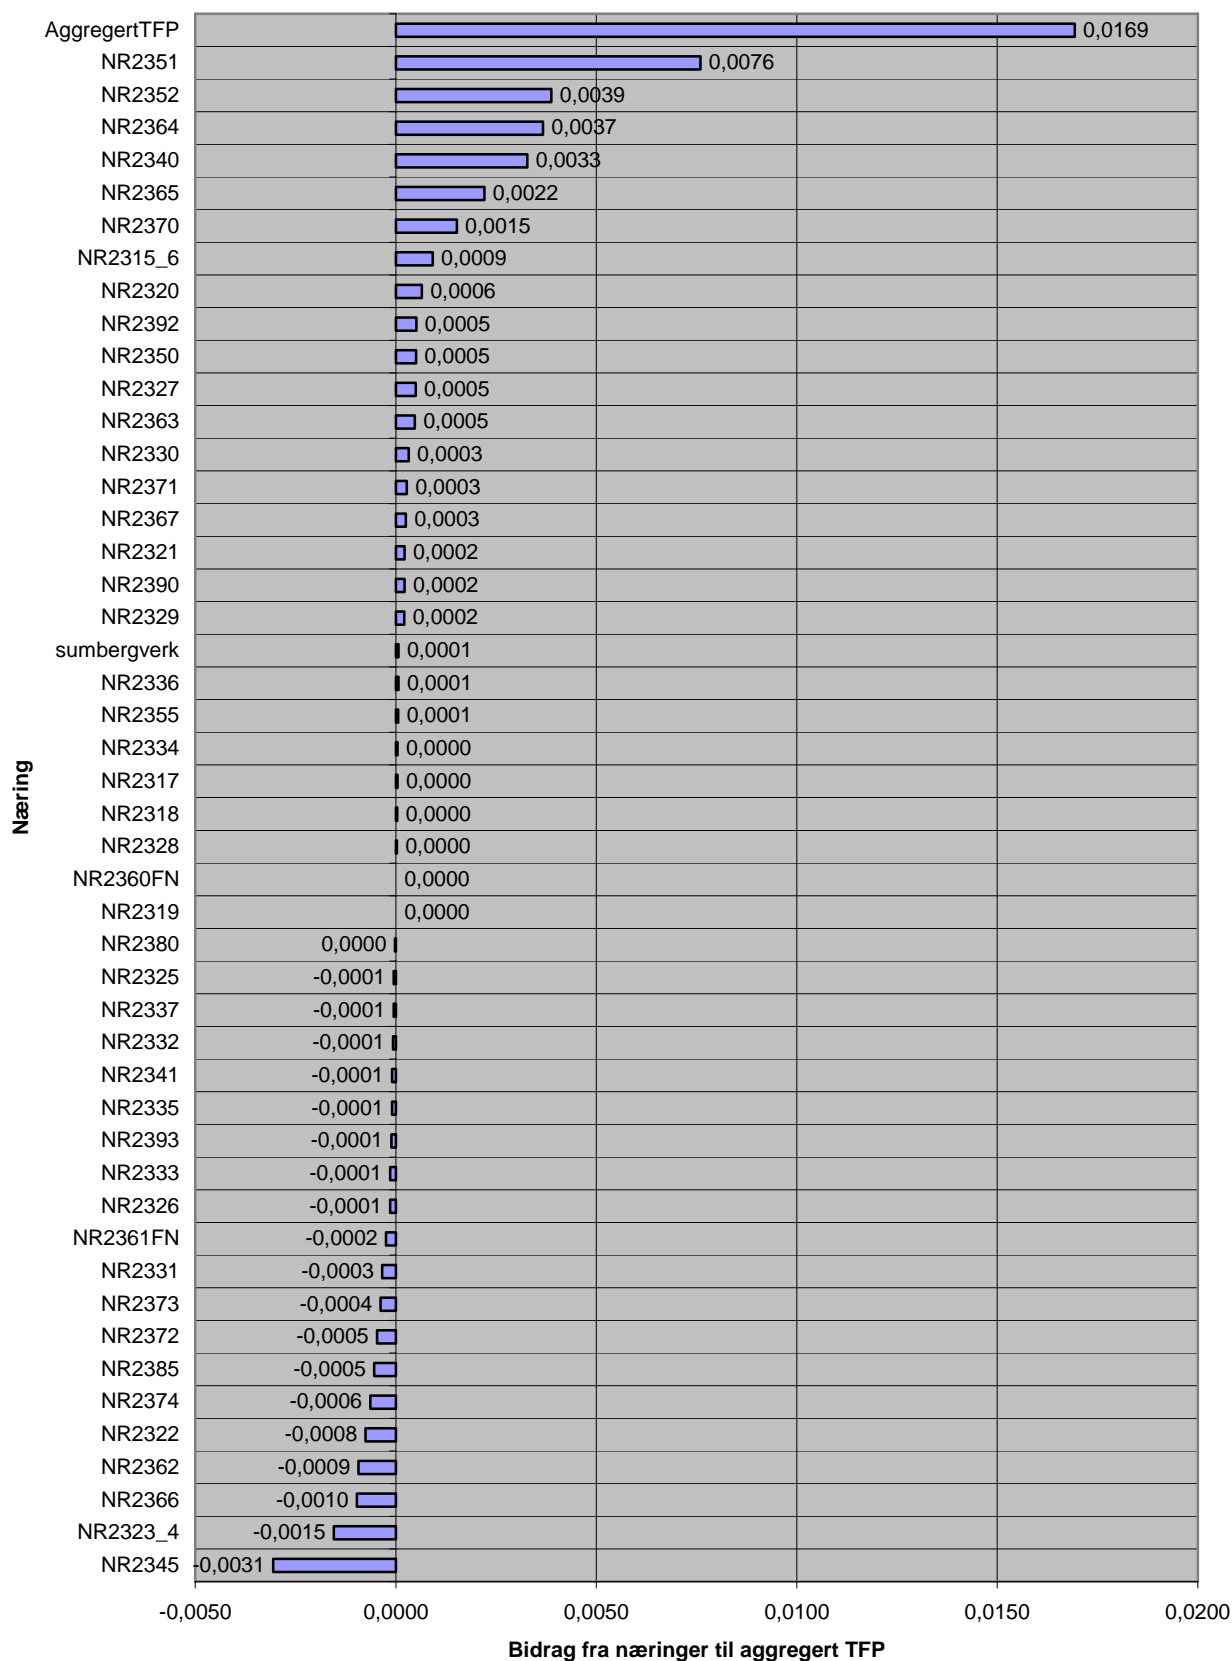 AggregertTFP 0,0169
NR2351 0,0076
NR2352 0,0039
NR2364 0,0037
NR2340 0,0033
NR2365 0,0022
NR2370 0,0015
NR2315_6 0,0009
NR2320 0,0006
NR2392 0,0005
NR2350 0,0005
NR2327 0,0005
NR2363 0,0005
NR2330 0,0003
NR2371 0,0003
NR2367 0,0003
NR2321 0,0002
NR2390 0,0002
NR2329 0,0002
sumbergverk 0,0001
NR2336 0,0001
NR2355 0,0001
NR2334 0,0000
NR2317 0,0000
NR2318 0,0000
NR2328 0,0000
NR2360FN 0,0000
NR2319 0,0000
NR2380 0,0000
NR2325 -0,0001
NR2337 -0,0001
NR2332 -0,0001
NR2341 -0,0001
NR2335 -0,0001
NR2393 -0,0001
NR2333 -0,0001
NR2326 -0,0001
NR2361FN -0,0002
NR2331 -0,0003
NR2373 -0,0004
NR2372 -0,0005
NR2385 -0,0005
NR2374 -0,0006
NR2322 -0,0008
NR2362 -0,0009
NR2366 -0,0010
NR2323_4 -0,0015
NR2345 -0,0031
Næring
-0,0050 0,0000 0,0050 0,0100 0,0150 0,0200
Bidrag fra næringer til aggregert TFP